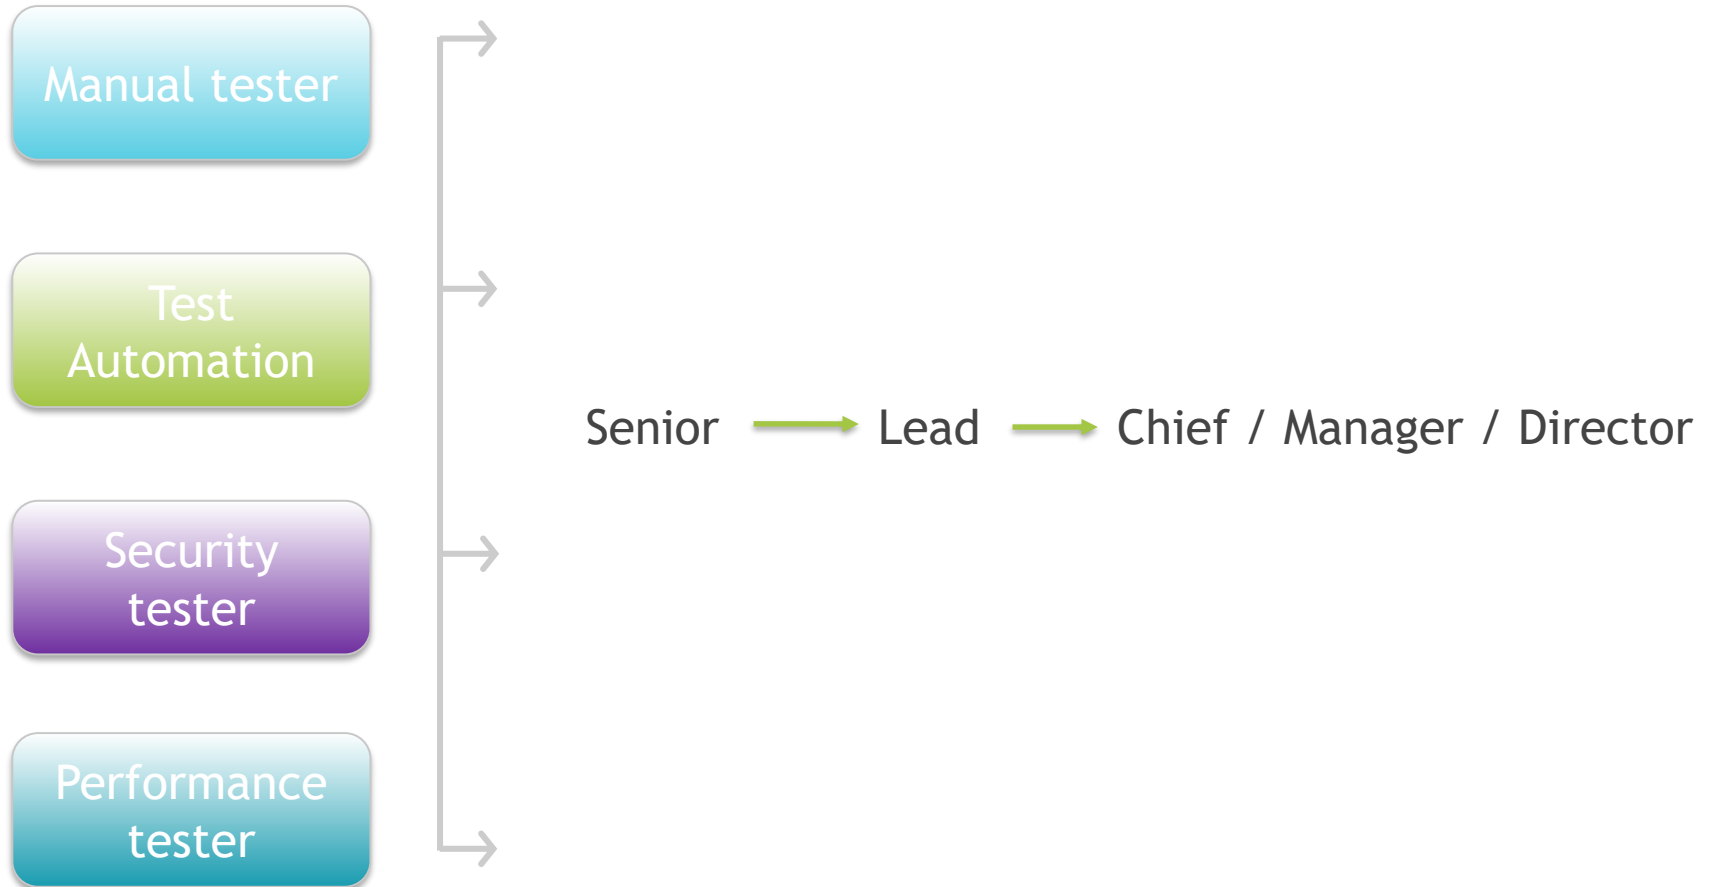 Manual tester
Test
Automation
Senior Lead Chief / Manager / Director
Security
tester
Performance
tester